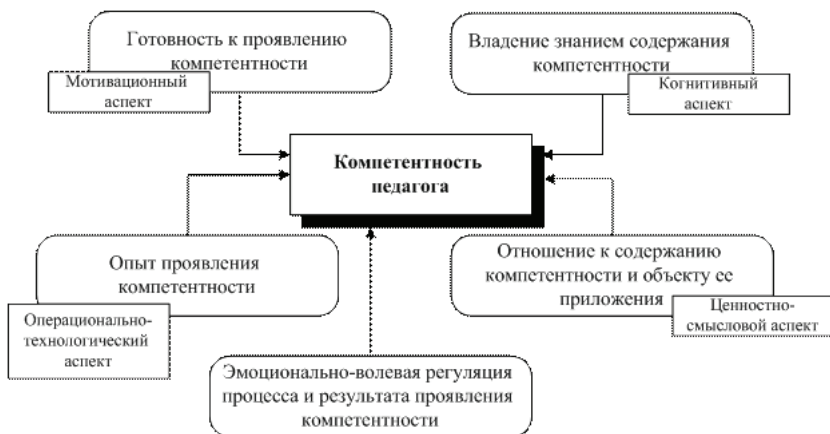 Готовность к проявлению
компетентности
Мотивационный
аспект
Владение знанием содержания
компетентности
Когнитивный
аспект
Компетентность
педагога
Опыт проявления
компетентности
Операционально-
технологический
аспект
Отношение к содержанию
компетентности и объекту ее
приложения
Ценностно-
смысловой аспект
Эмоционально-волевая регуляция
процесса и результата проявления
компетентности